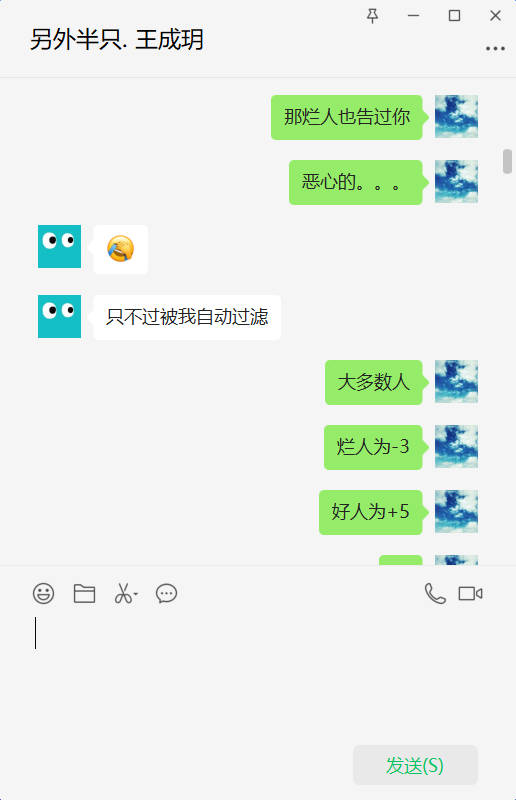 另外半只. 王成玥
那烂人也告过你
恶心的。。。
只不过被我自动过滤
大多数人
烂人为-3
好人为+5
发送(S)